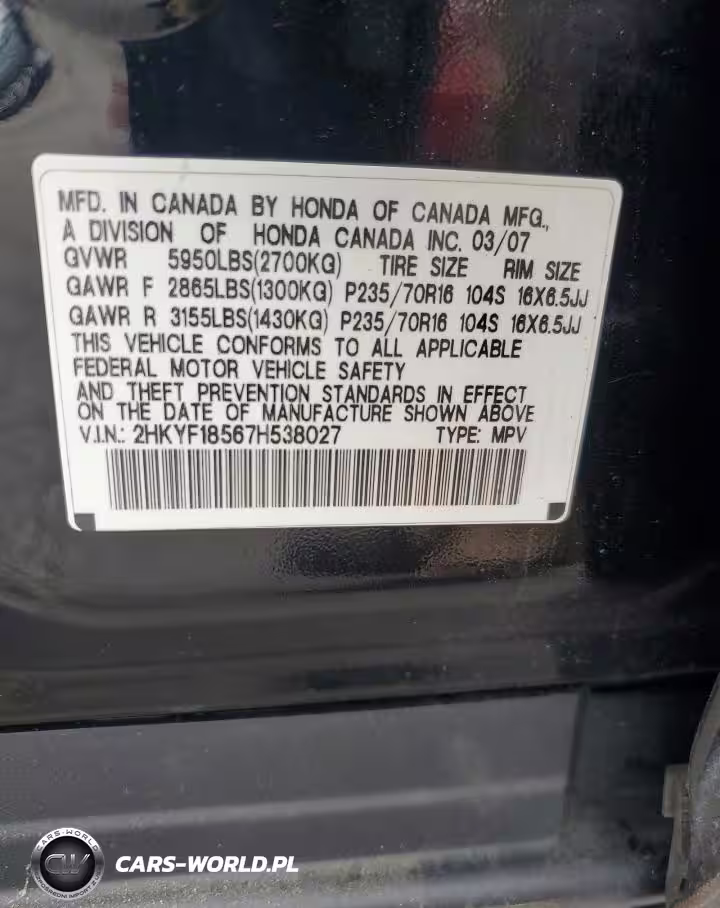 MFD. IN CANADA BY HONDA OF CANADA MFG.,
A DIVISION OF HONDA CANADA INC. 03/07
GVWR 5950LBS(2700KG) TIRE SIZE RIM SIZE
GAWR F 2865LBS(1300KG) P235/70R16 104S 16X6.5JJ
GAWR R 3155LBS(1430KG) P235/70R16 104S 16X6.5JJ
THIS VEHICLE CONFORMS TO ALL APPLICABLE
FEDERAL MOTOR VEHICLE SAFETY
AND THEFT PREVENTION STANDARDS IN EFFECT
ON THE DATE OF MANUFACTURE SHOWN ABOVE
V.I.N.: 2HKYF18567H538027 TYPE: MPV
CARS-WORLD
CW
CARS-WORLD.PL